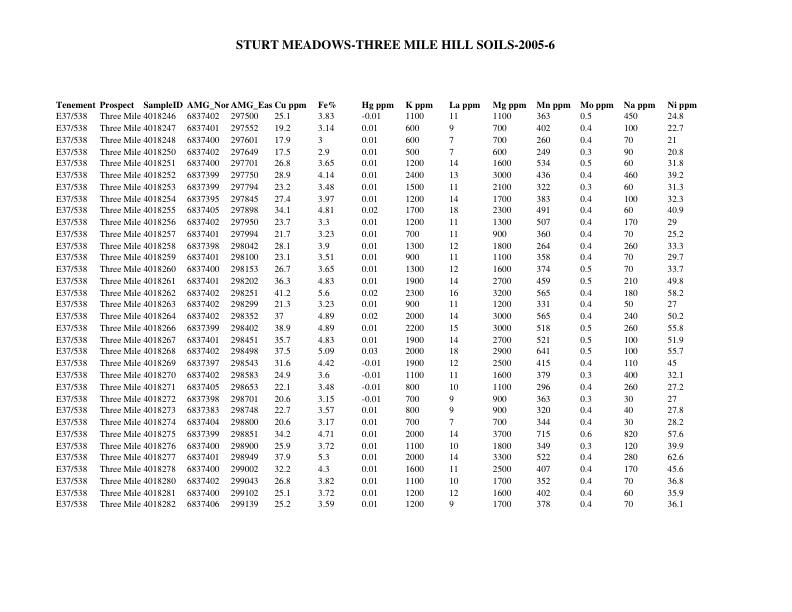 STURT MEADOWS-THREE MILE HILL SOILS-2005-6
Tenement Prospect SampleID AMG_Nor AMG_Eas Cu ppm Fe% Hg ppm K ppm La ppm Mg ppm Mn ppm Mo ppm Na ppm Ni ppm
E37/538 Three Mile 4018246 6837402 297500 25.1 3.83 -0.01 1100 11 1100 363 0.5 450 24.8
E37/538 Three Mile 4018247 6837401 297552 19.2 3.14 0.01 600 9 700 402 0.4 100 22.7
E37/538 Three Mile 4018248 6837400 297601 17.9 3 0.01 600 7 700 260 0.4 70 21
E37/538 Three Mile 4018250 6837402 297649 17.5 2.9 0.01 500 7 600 249 0.3 90 20.8
E37/538 Three Mile 4018251 6837400 297701 26.8 3.65 0.01 1200 14 1600 534 0.5 60 31.8
E37/538 Three Mile 4018252 6837399 297750 28.9 4.14 0.01 2400 13 3000 436 0.4 460 39.2
E37/538 Three Mile 4018253 6837399 297794 23.2 3.48 0.01 1500 11 2100 322 0.3 60 31.3
E37/538 Three Mile 4018254 6837395 297845 27.4 3.97 0.01 1200 14 1700 383 0.4 100 32.3
E37/538 Three Mile 4018255 6837405 297898 34.1 4.81 0.02 1700 18 2300 491 0.4 60 40.9
E37/538 Three Mile 4018256 6837402 297950 23.7 3.3 0.01 1200 11 1300 507 0.4 170 29
E37/538 Three Mile 4018257 6837401 297994 21.7 3.23 0.01 700 11 900 360 0.4 70 25.2
E37/538 Three Mile 4018258 6837398 298042 28.1 3.9 0.01 1300 12 1800 264 0.4 260 33.3
E37/538 Three Mile 4018259 6837401 298100 23.1 3.51 0.01 900 11 1100 358 0.4 70 29.7
E37/538 Three Mile 4018260 6837400 298153 26.7 3.65 0.01 1300 12 1600 374 0.5 70 33.7
E37/538 Three Mile 4018261 6837401 298202 36.3 4.83 0.01 1900 14 2700 459 0.5 210 49.8
E37/538 Three Mile 4018262 6837402 298251 41.2 5.6 0.02 2300 16 3200 565 0.4 180 58.2
E37/538 Three Mile 4018263 6837402 298299 21.3 3.23 0.01 900 11 1200 331 0.4 50 27
E37/538 Three Mile 4018264 6837402 298352 37 4.89 0.02 2000 14 3000 565 0.4 240 50.2
E37/538 Three Mile 4018266 6837399 298402 38.9 4.89 0.01 2200 15 3000 518 0.5 260 55.8
E37/538 Three Mile 4018267 6837401 298451 35.7 4.83 0.01 1900 14 2700 521 0.5 100 51.9
E37/538 Three Mile 4018268 6837402 298498 37.5 5.09 0.03 2000 18 2900 641 0.5 100 55.7
E37/538 Three Mile 4018269 6837397 298543 31.6 4.42 -0.01 1900 12 2500 415 0.4 110 45
E37/538 Three Mile 4018270 6837402 298583 24.9 3.6 -0.01 1100 11 1600 379 0.3 400 32.1
E37/538 Three Mile 4018271 6837405 298653 22.1 3.48 -0.01 800 10 1100 296 0.4 260 27.2
E37/538 Three Mile 4018272 6837398 298701 20.6 3.15 -0.01 700 9 900 363 0.3 30 27
E37/538 Three Mile 4018273 6837383 298748 22.7 3.57 0.01 800 9 900 320 0.4 40 27.8
E37/538 Three Mile 4018274 6837404 298800 20.6 3.17 0.01 700 7 700 344 0.4 30 28.2
E37/538 Three Mile 4018275 6837399 298851 34.2 4.71 0.01 2000 14 3700 715 0.6 820 57.6
E37/538 Three Mile 4018276 6837400 298900 25.9 3.72 0.01 1100 10 1800 349 0.3 120 39.9
E37/538 Three Mile 4018277 6837401 298949 37.9 5.3 0.01 2000 14 3300 522 0.4 280 62.6
E37/538 Three Mile 4018278 6837400 299002 32.2 4.3 0.01 1600 11 2500 407 0.4 170 45.6
E37/538 Three Mile 4018280 6837402 299043 26.8 3.82 0.01 1100 10 1700 352 0.4 70 36.8
E37/538 Three Mile 4018281 6837400 299102 25.1 3.72 0.01 1200 12 1600 402 0.4 60 35.9
E37/538 Three Mile 4018282 6837406 299139 25.2 3.59 0.01 1200 9 1700 378 0.4 70 36.1